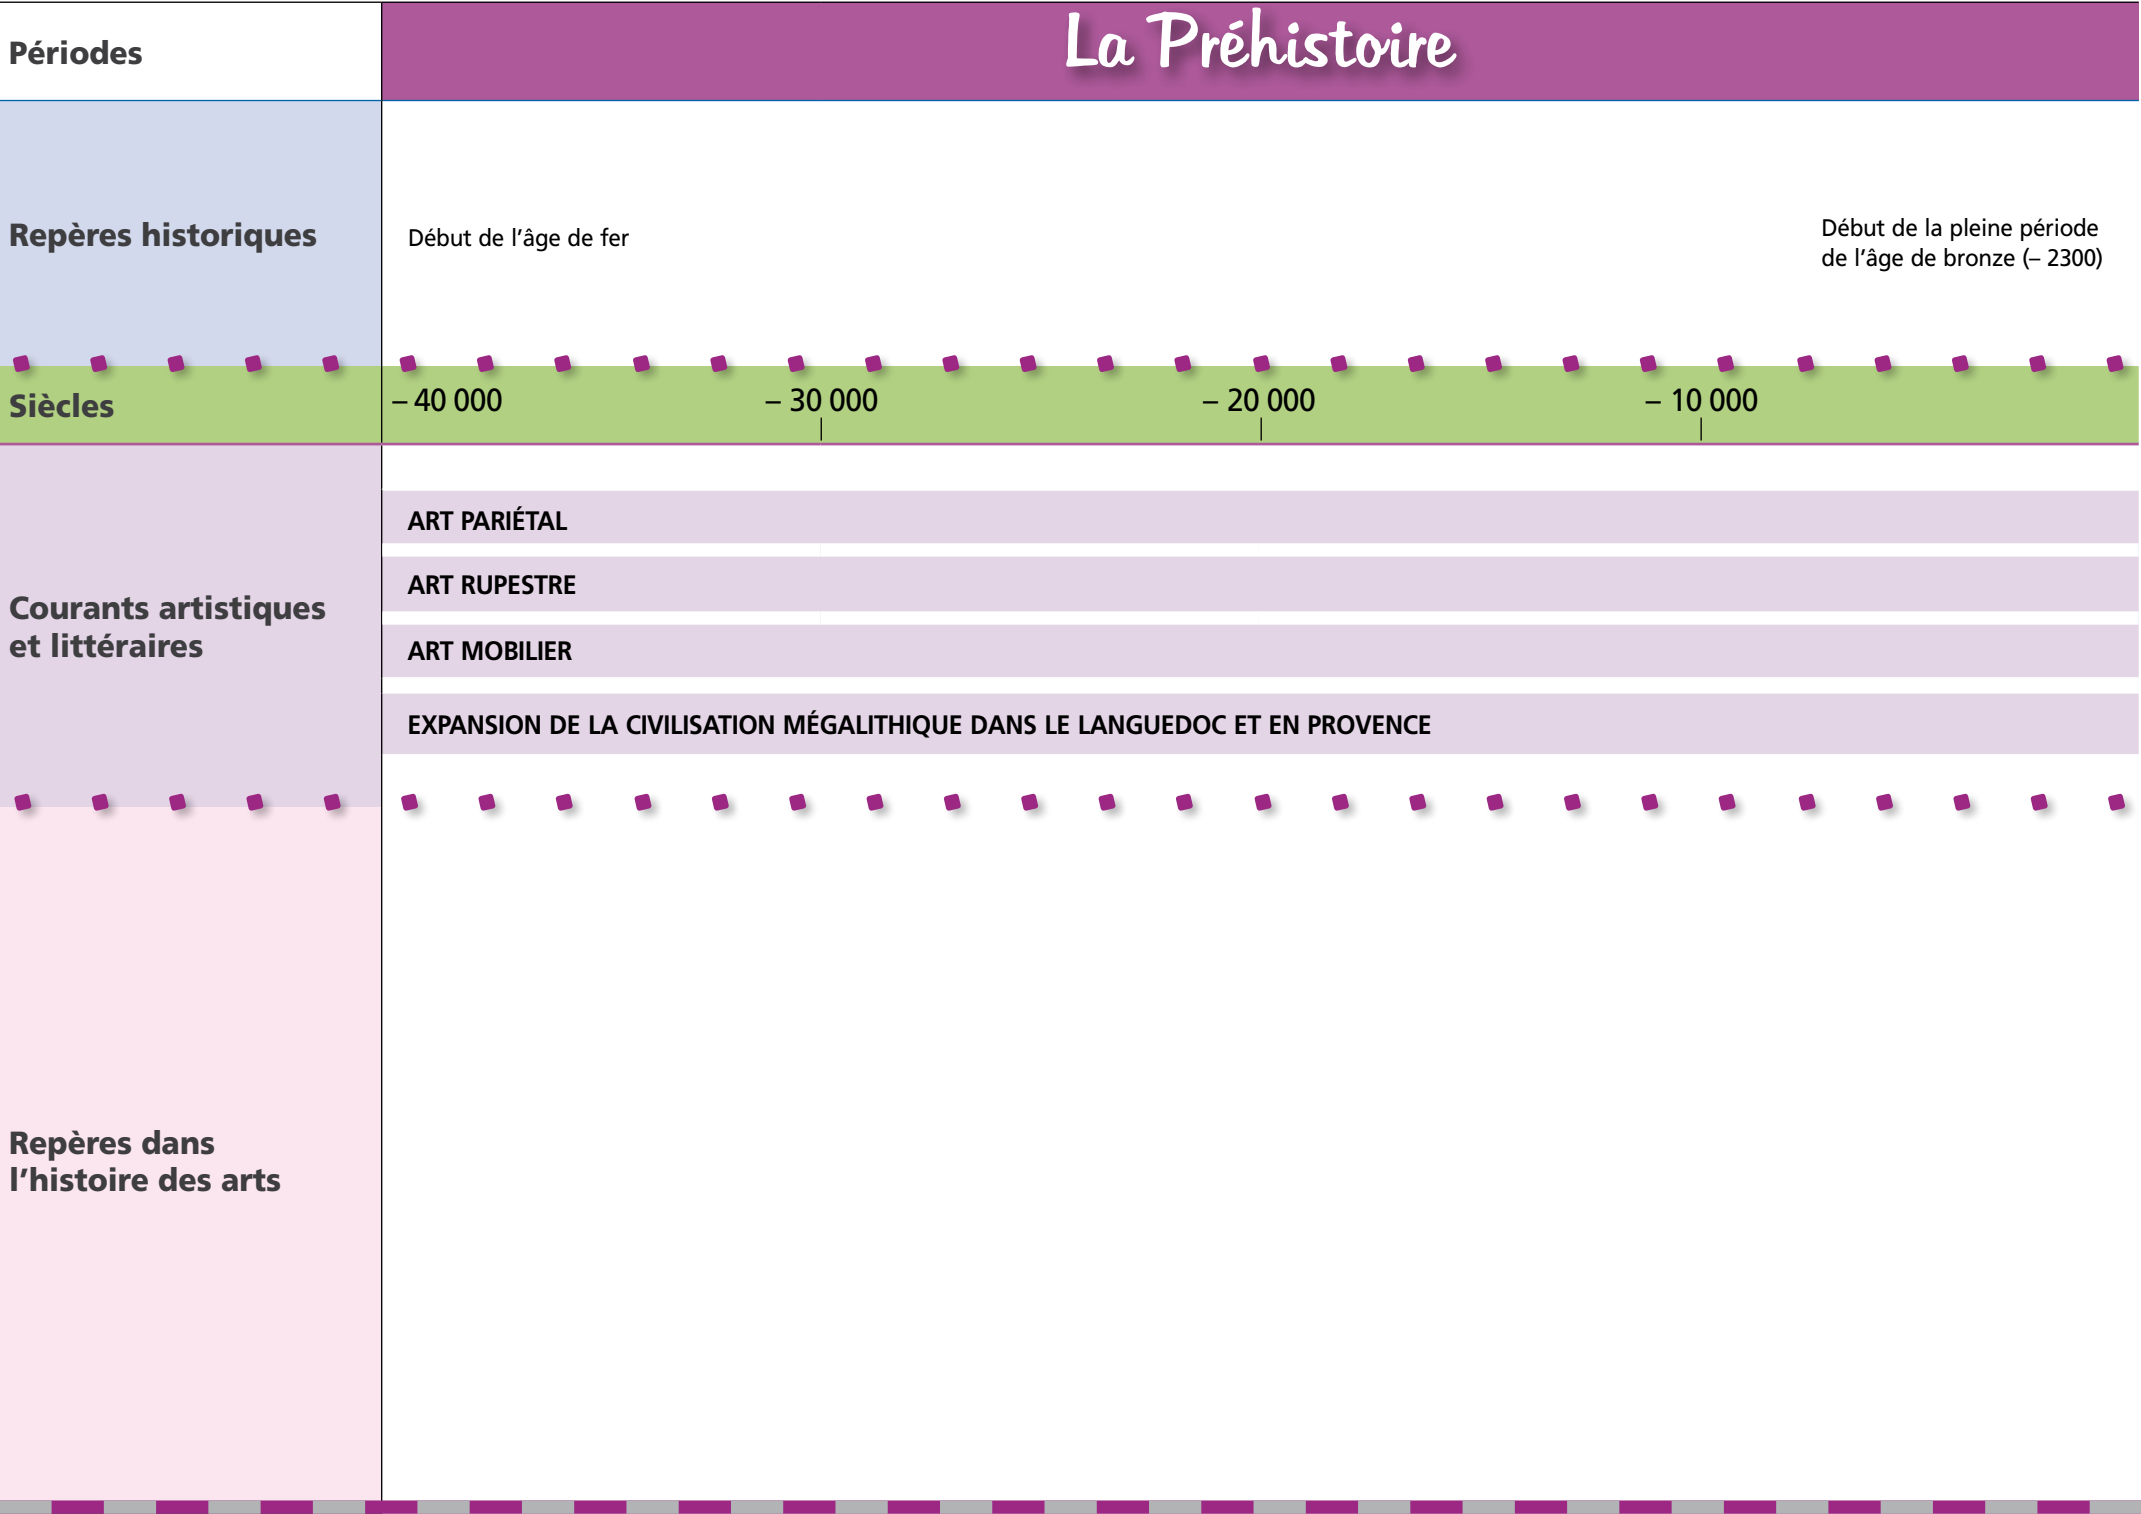 Périodes
La Préhistoire
Repères historiques
Début de l’âge de fer
Début de la pleine période
de l’âge de bronze (– 2300)
Siècles
– 40 000
– 30 000
– 20 000
– 10 000
Courants artistiques
et littéraires
ART PARIÉTAL
ART RUPESTRE
ART MOBILIER
EXPANSION DE LA CIVILISATION MÉGALITHIQUE DANS LE LANGUEDOC ET EN PROVENCE
Repères dans
l’histoire des arts